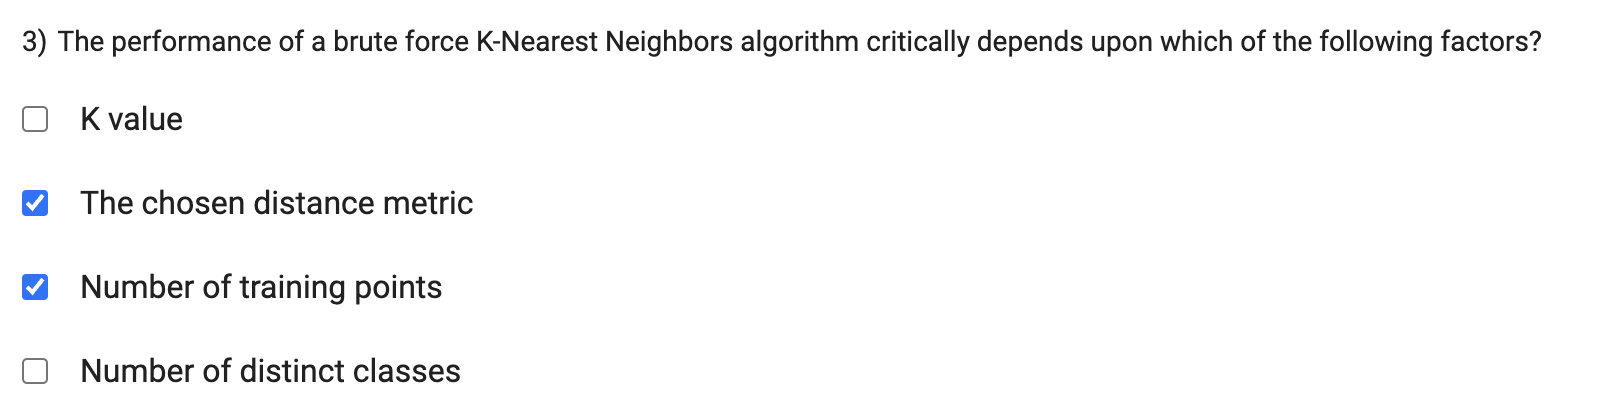 3) The performance of a brute force K-Nearest Neighbors algorithm critically depends upon which of the following factors?
K value
The chosen distance metric
Number of training points
Number of distinct classes